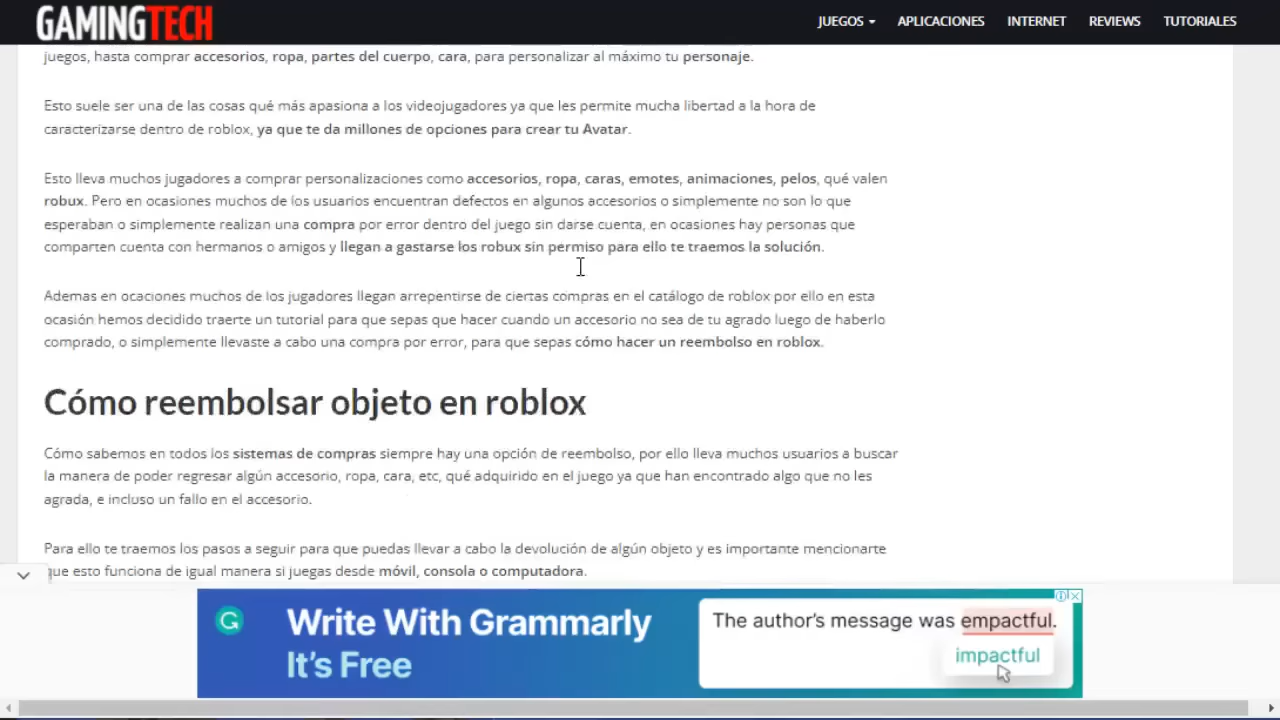 GAMINGTECH
JUEGOS
APLICACIONES
INTERNET
REVIEWS
TUTORIALES
juegos, hasta comprar accesorios, ropa, partes del cuerpo, cara, para personalizar al máximo tu personaje.
Esto suele ser una de las cosas qué más apasiona a los videojugadores ya que les permite mucha libertad a la hora de
caracterizarse dentro de roblox, ya que te da millones de opciones para crear tu Avatar.
Esto lleva muchos jugadores a comprar personalizaciones como accesorios, ropa, caras, emotes, animaciones, pelos, qué valen
robux. Pero en ocasiones muchos de los usuarios encuentran defectos en algunos accesorios o simplemente no son lo que
esperaban o simplemente realizan una compra por error dentro del juego sin darse cuenta, en ocasiones hay personas que
comparten cuenta con hermanos o amigos y llegan a gastarse los robux sin permiso para ello te traemos la solución.
Ademas en ocaciones muchos de los jugadores llegan arrepentirse de ciertas compras en el catálogo de roblox por ello en esta
ocasión hemos decidido traerte un tutorial para que sepas que hacer cuando un accesorio no sea de tu agrado luego de haberlo
comprado, o simplemente llevaste a cabo una compra por error, para que sepas cómo hacer un reembolso en roblox.
Cómo reembolsar objeto en roblox
Cómo sabemos en todos los sistemas de compras siempre hay una opción de reembolso, por ello lleva muchos usuarios a buscar
la manera de poder regresar algún accesorio, ropa, cara, etc, qué adquirido en el juego ya que han encontrado algo que no les
agrada, e incluso un fallo en el accesorio.
Para ello te traemos los pasos a seguir para que puedas llevar a cabo la devolución de algún objeto y es importante mencionarte
que esto funciona de igual manera si juegas desde móvil, consola o computadora.
Write With Grammarly
It's Free
The author's message was empactful.
impactful